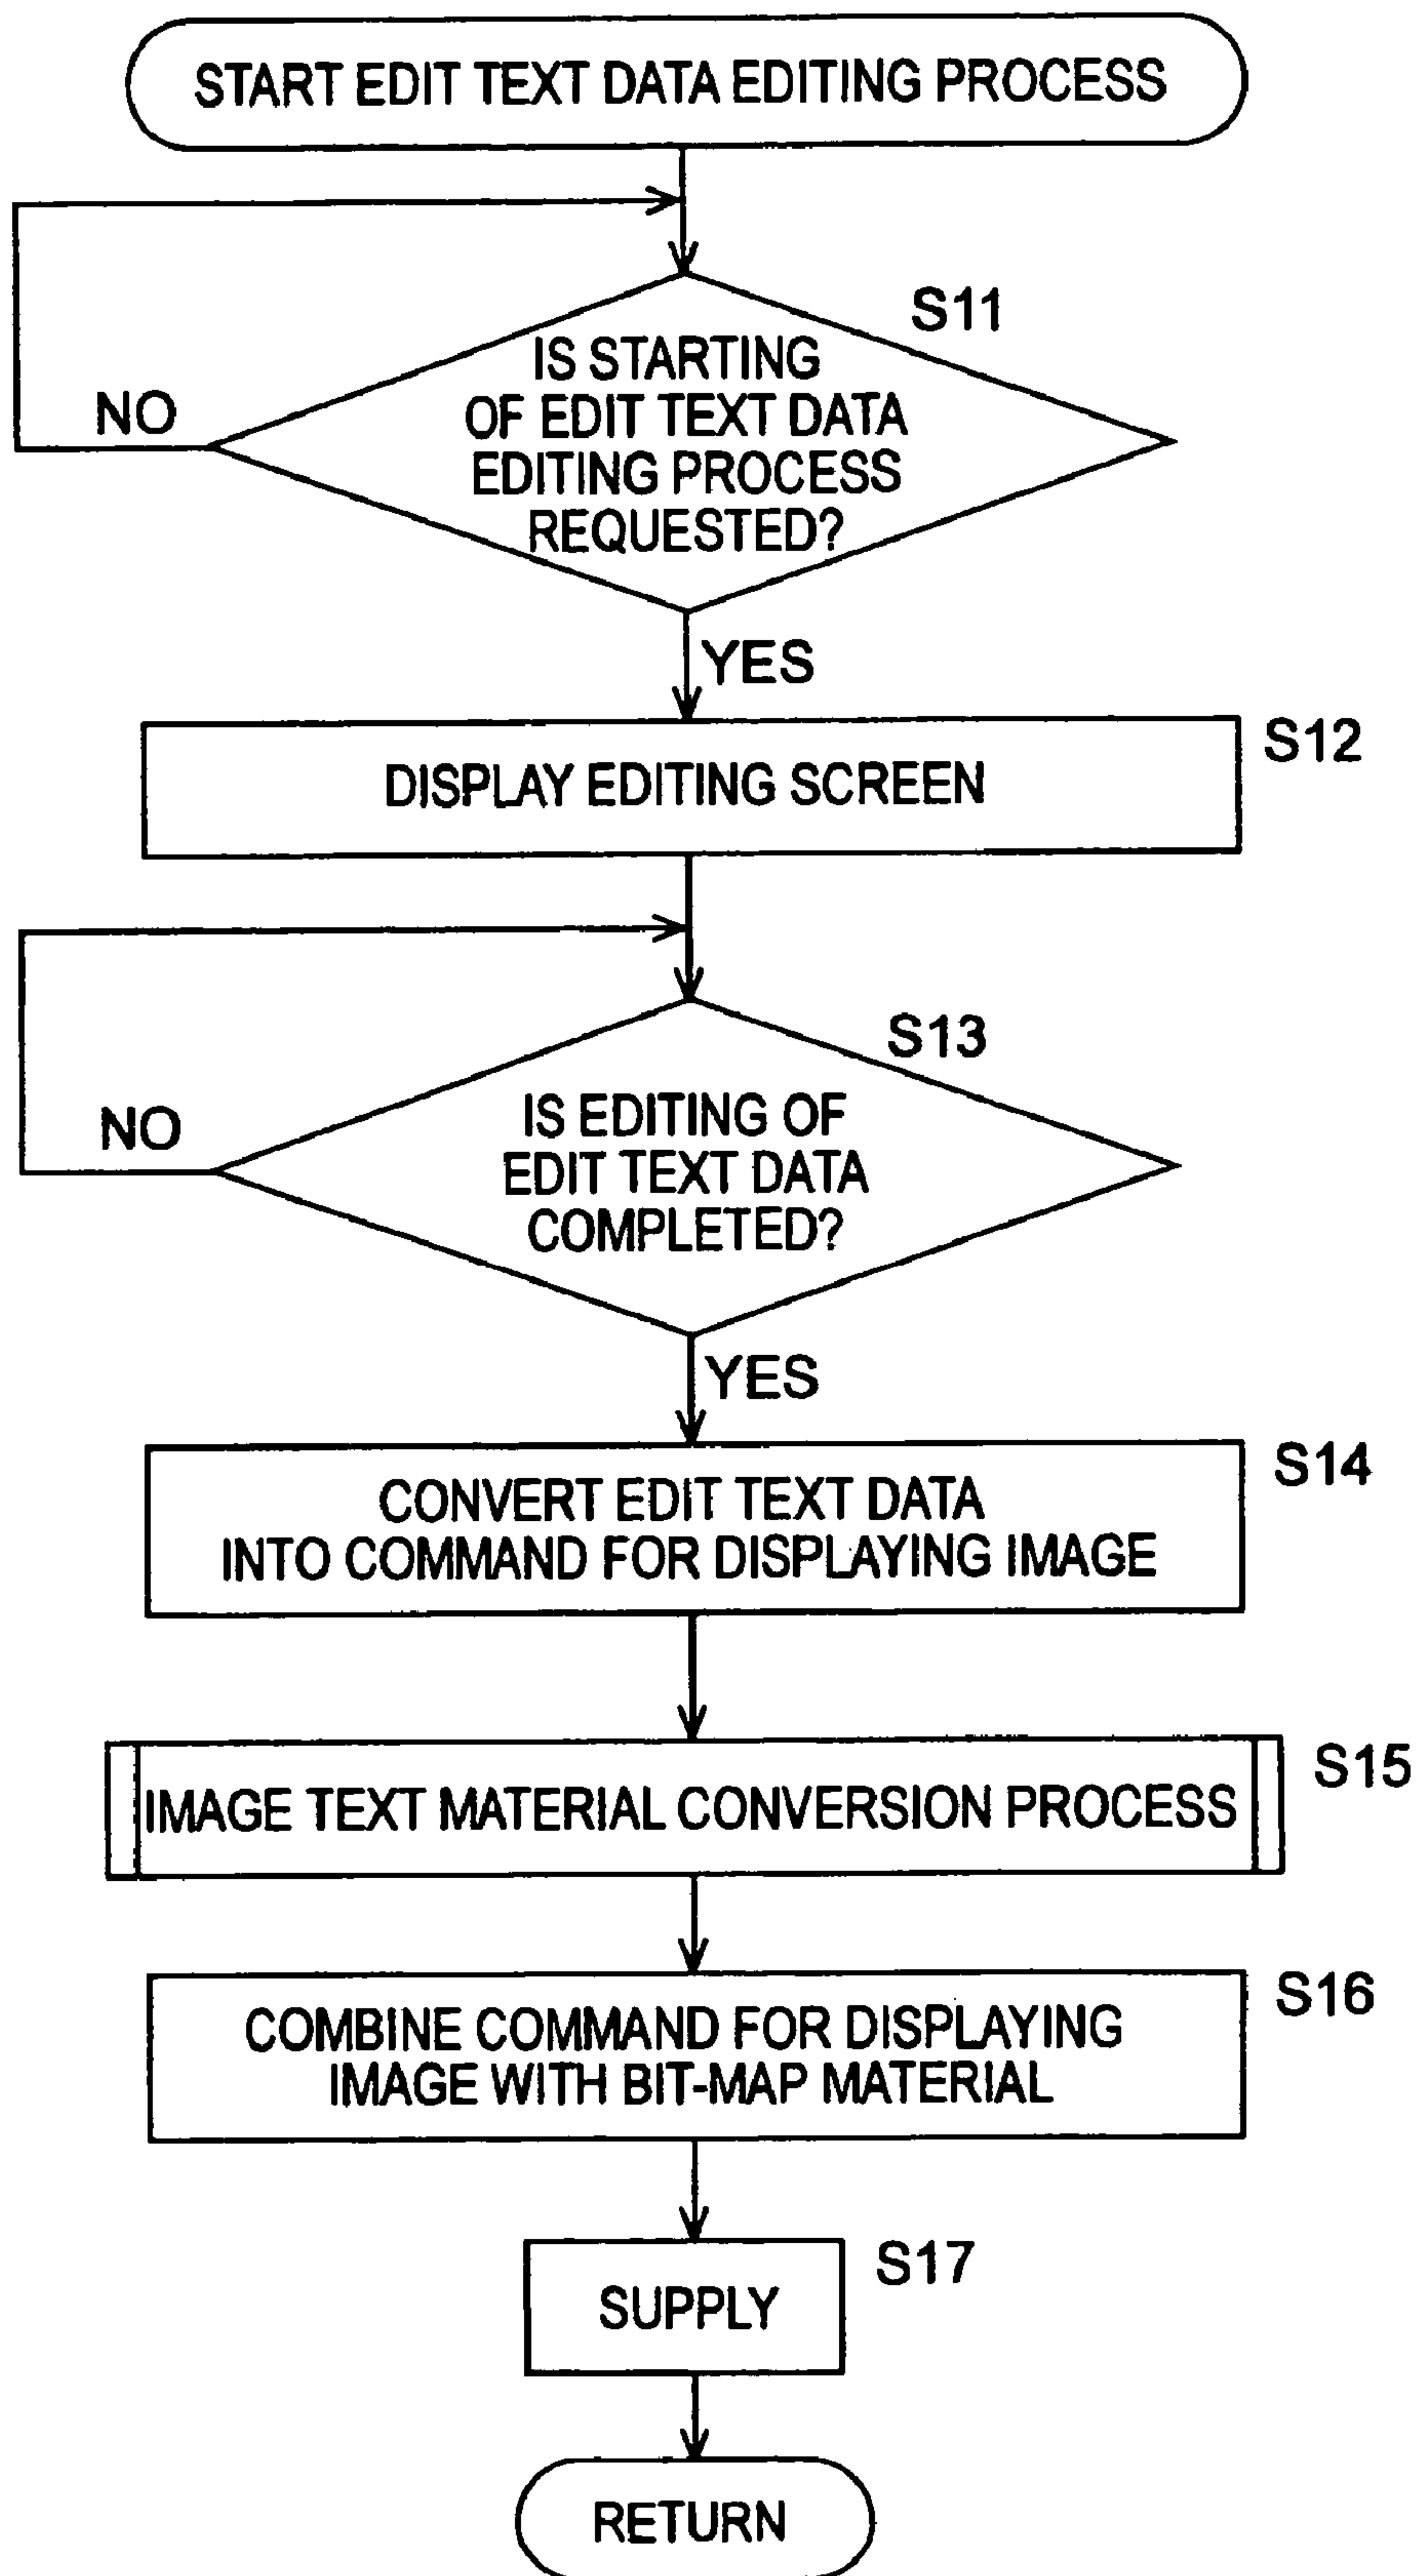 START EDIT TEXT DATA EDITING PROCESS
S11
IS STARTING
OF EDIT TEXT DATA
EDITING PROCESS
REQUESTED?
NO
YES
S12
DISPLAY EDITING SCREEN
S13
IS EDITING OF
EDIT TEXT DATA
COMPLETED?
NO
YES
S14
CONVERT EDIT TEXT DATA
INTO COMMAND FOR DISPLAYING IMAGE
S15
IMAGE TEXT MATERIAL CONVERSION PROCESS
S16
COMBINE COMMAND FOR DISPLAYING
IMAGE WITH BIT-MAP MATERIAL
S17
SUPPLY
RETURN